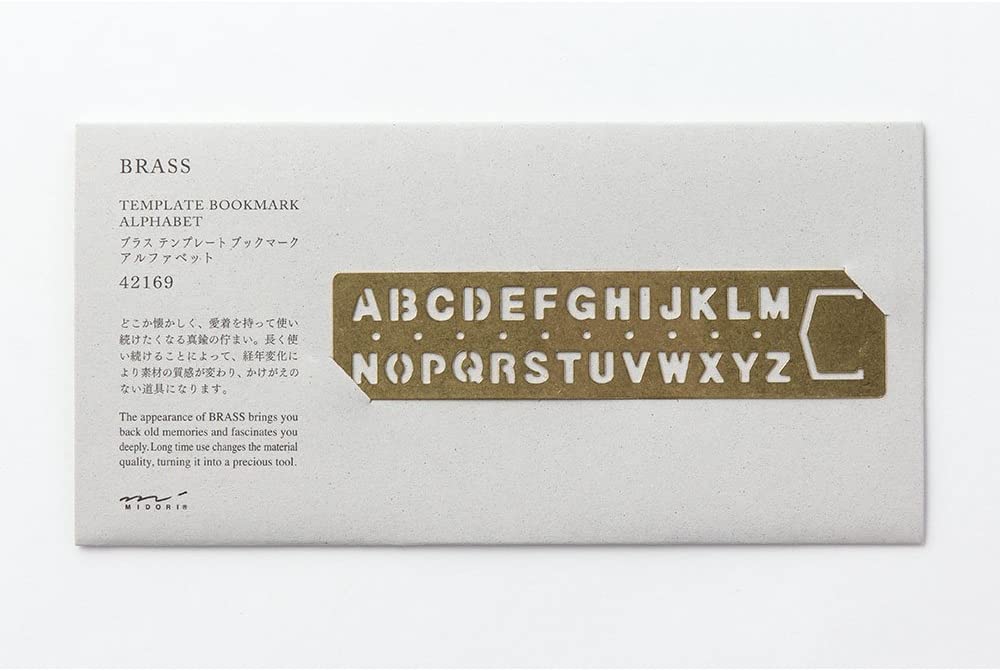 BRASS
TEMPLATE BOOKMARK
ALPHABET
ブラス テンプレート ブックマーク
アルファベット
42169
どこか懐かしく、愛着を持って使い
続けたくなる真鍮の佇まい。長く使
い続けることによって、経年変化に
より素材の質感が変わり、かけがえの
ない道具になります。
The appearance of BRASS brings you
back old memories and fascinates you
deeply. Long time use changes the material
quality, turning it into a precious tool.
MIDORI®
ABCDEFGHIJKLM
NOPQRSTUVWXYZ